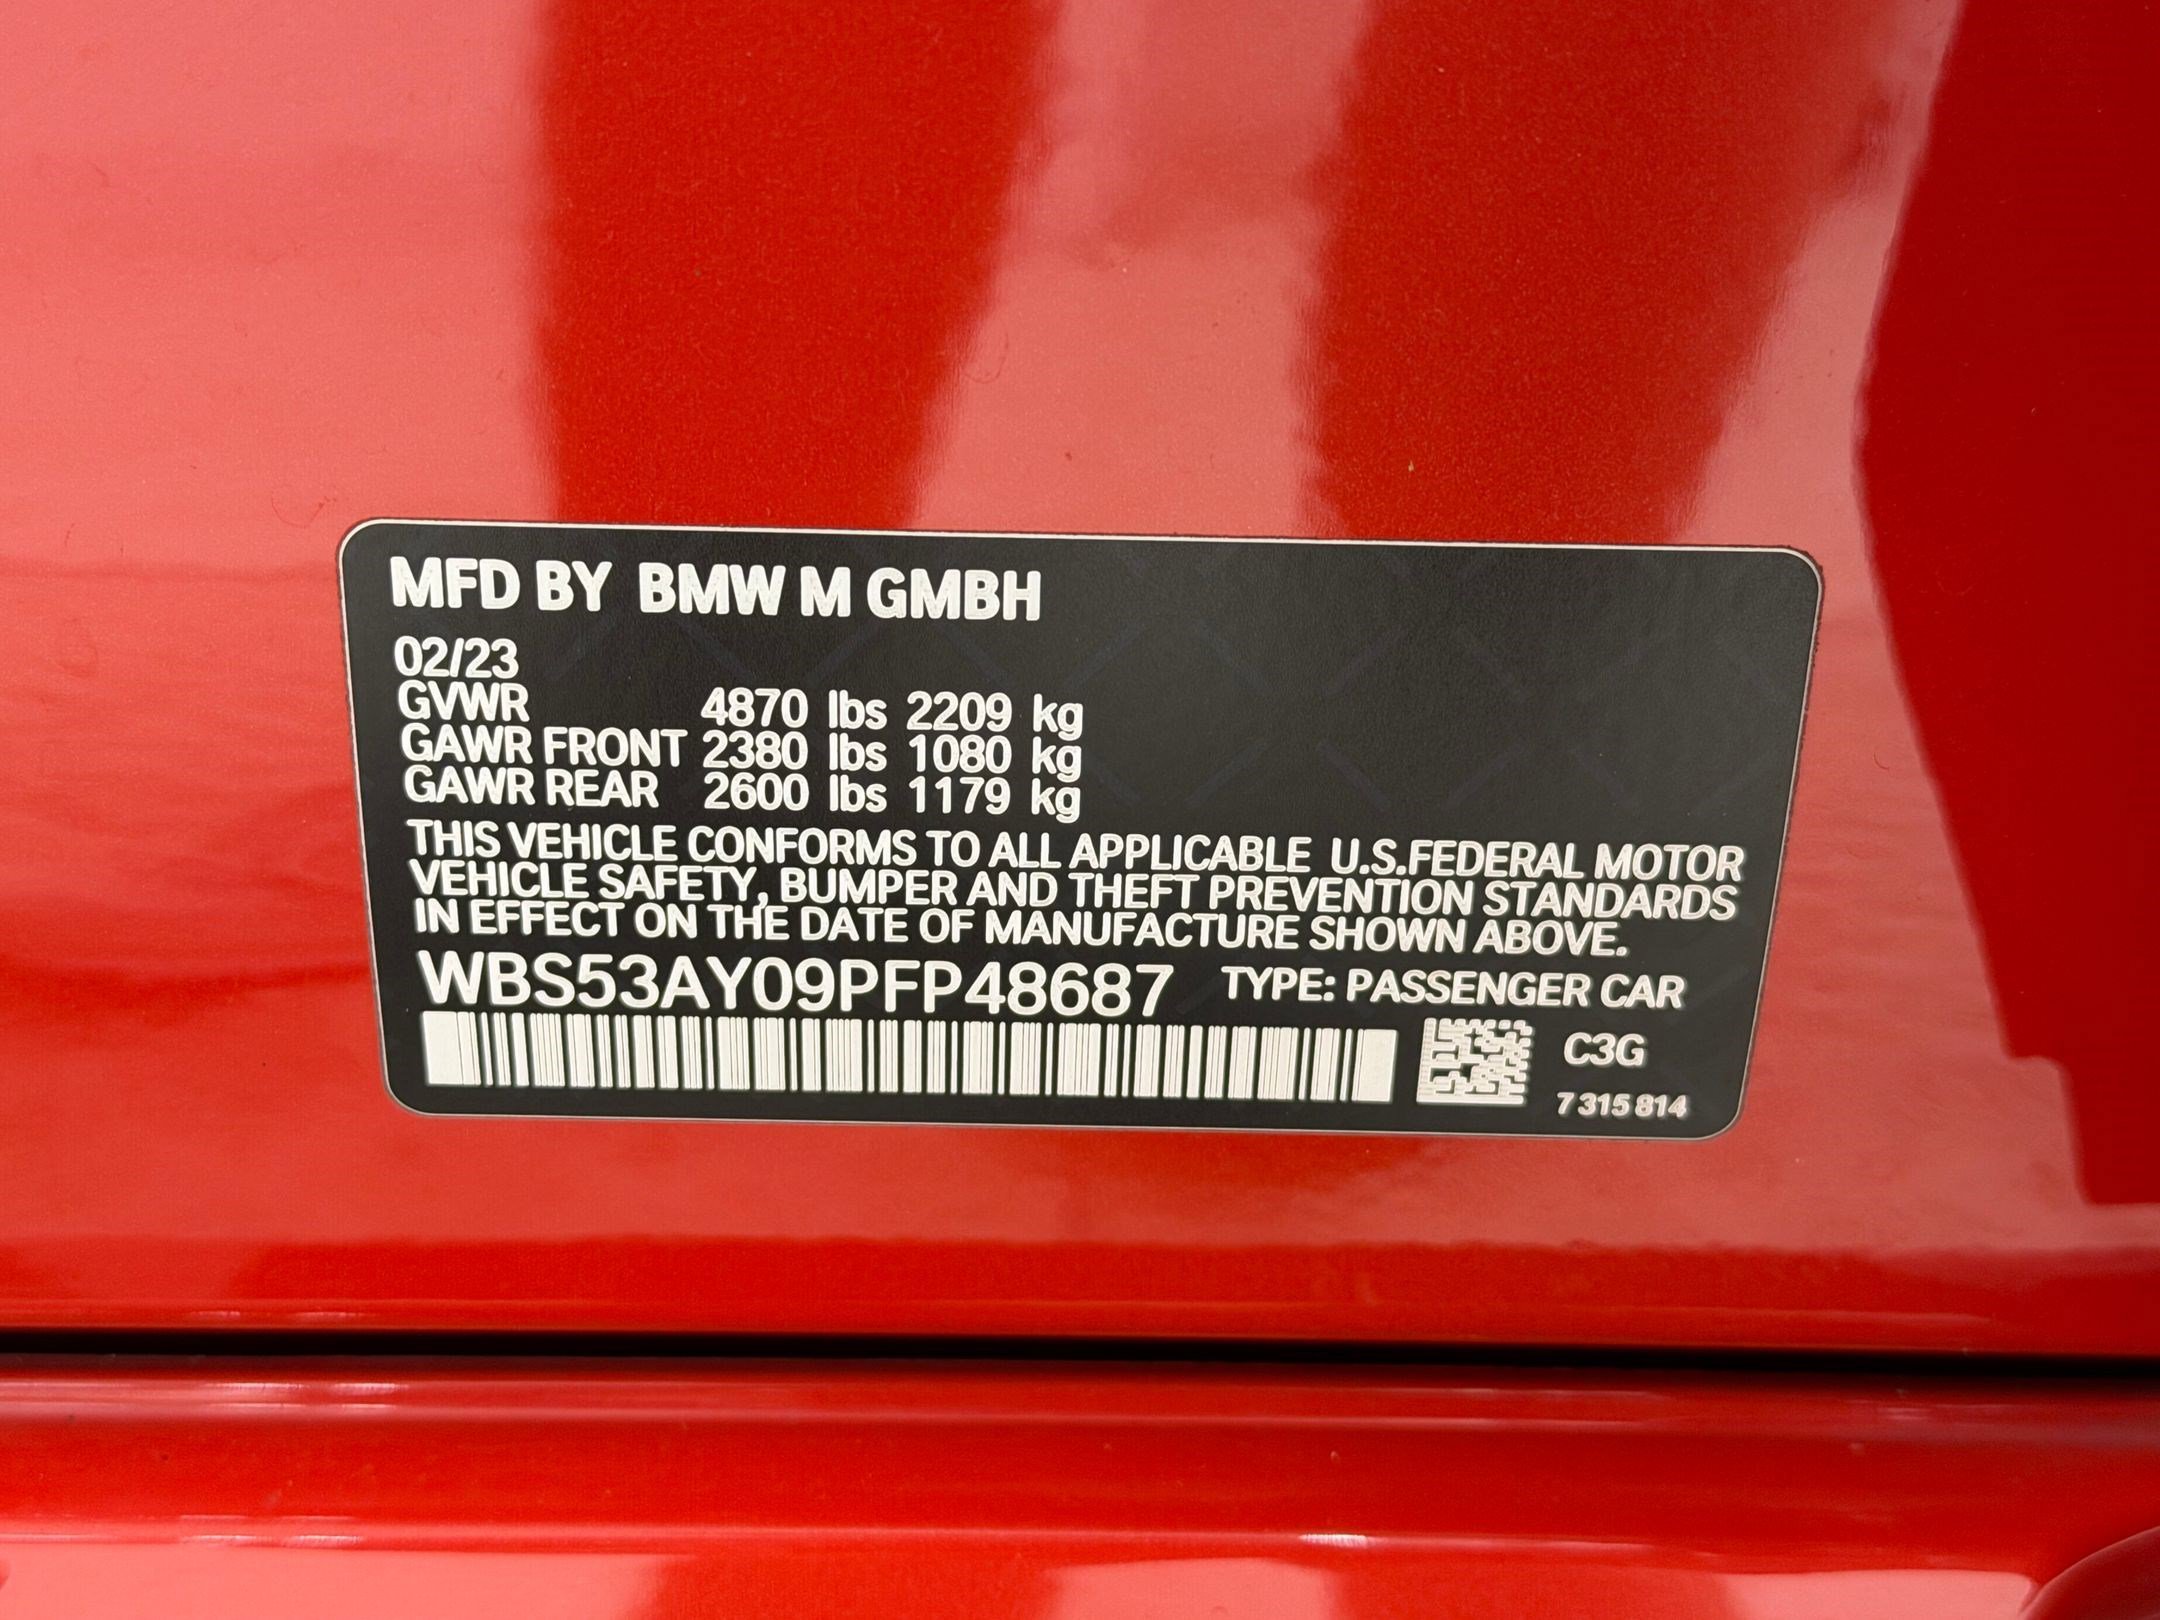 MFD BY BMW M GMBH
02/23
GVWR 4870 lbs 2209 kg
GAWR FRONT 2380 lbs 1080 kg
GAWR REAR 2600 lbs 1179 kg
THIS VEHICLE CONFORMS TO ALL APPLICABLE U.S.FEDERAL MOTOR
VEHICLE SAFETY, BUMPER AND THEFT PREVENTION STANDARDS
IN EFFECT ON THE DATE OF MANUFACTURE SHOWN ABOVE.
WBS53AY09PFP48687 TYPE: PASSENGER CAR
C3G
7 315 814